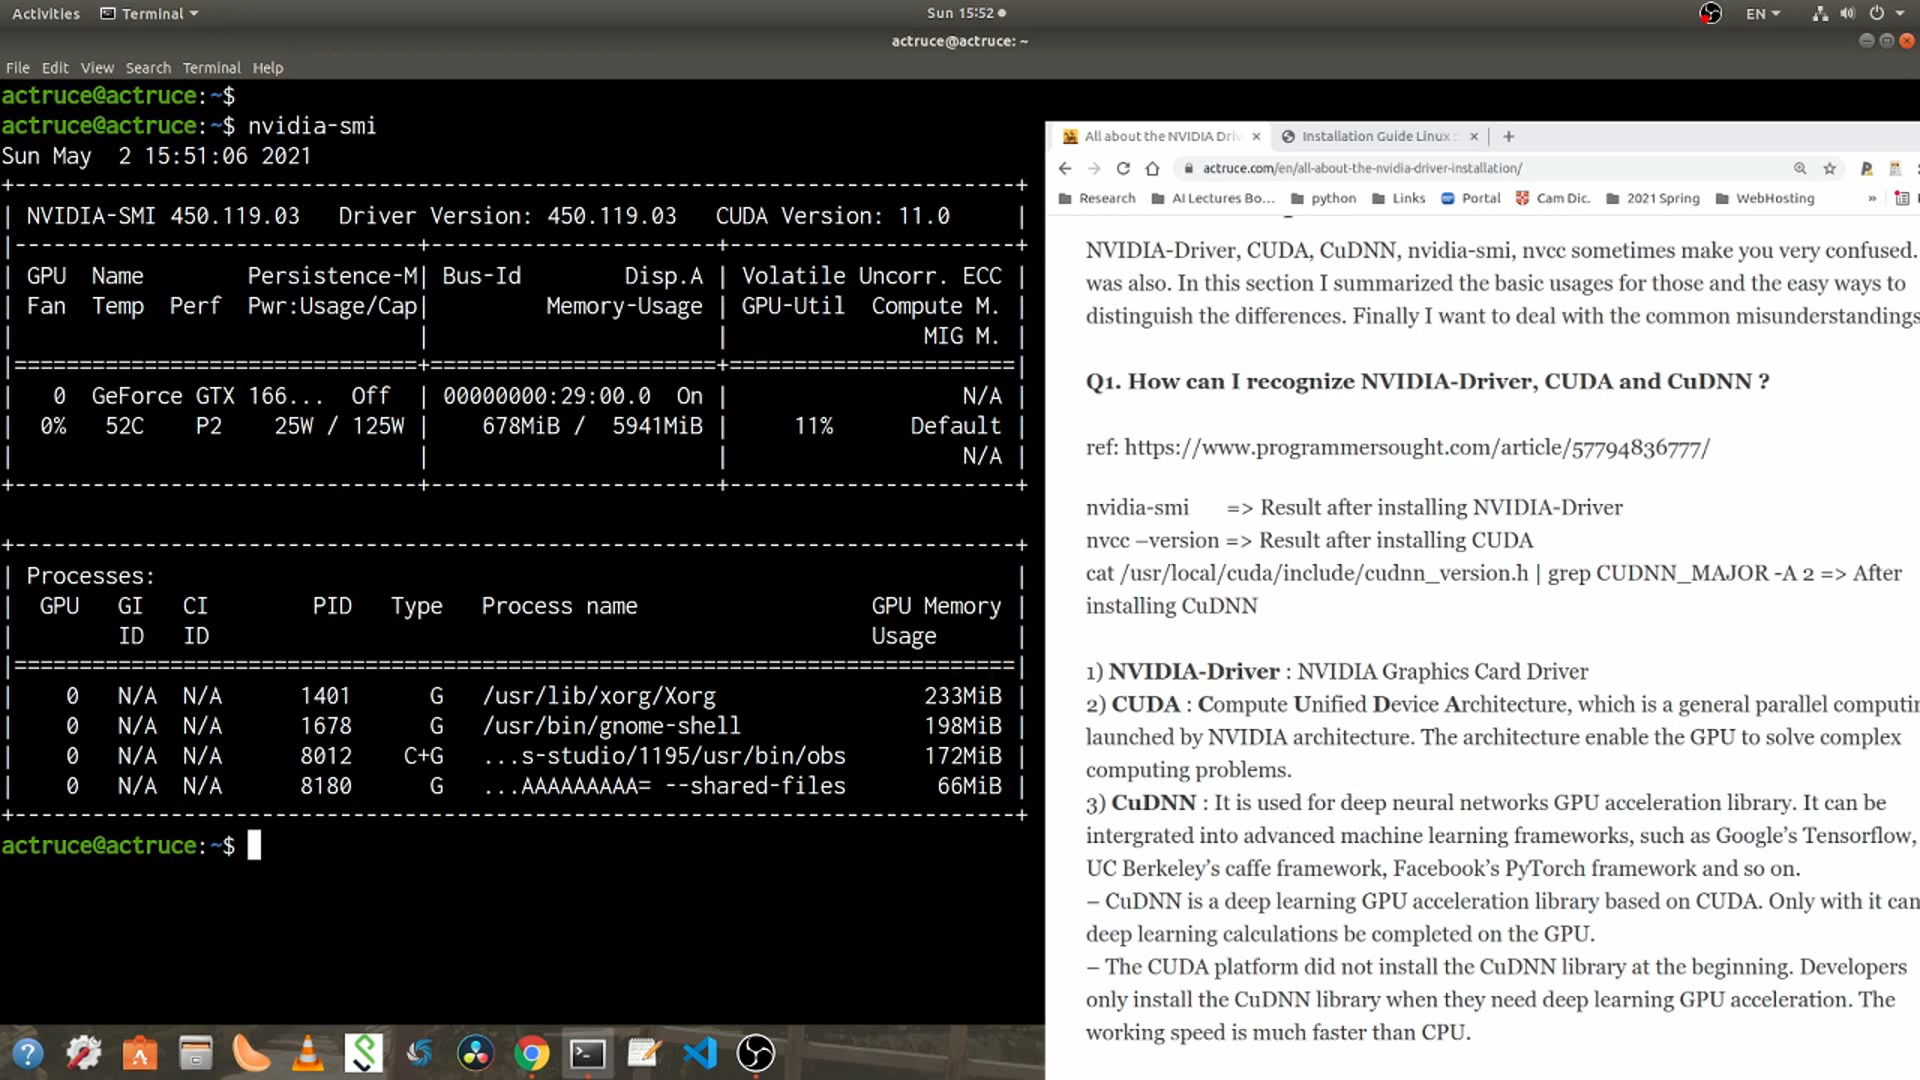 Activities Terminal Sun 15:52 EN
actruce@actruce: ~
File Edit View Search Terminal Help
actruce@actruce:~$
actruce@actruce:~$ nvidia-smi
Sun May  2 15:51:06 2021
| NVIDIA-SMI 450.119.03   Driver Version: 450.119.03   CUDA Version: 11.0 |
| GPU  Name        Persistence-M| Bus-Id        Disp.A | Volatile Uncorr. ECC |
| Fan  Temp  Perf  Pwr:Usage/Cap|         Memory-Usage | GPU-Util  Compute M. |
|                               |                      |               MIG M. |
|   0  GeForce GTX 166...  Off  | 00000000:29:00.0  On |                  N/A |
|  0%   52C    P2    25W / 125W |    678MiB /  5941MiB |     11%      Default |
|                               |                      |                  N/A |
| Processes: |
|  GPU   GI   CI        PID   Type   Process name                  GPU Memory |
|        ID   ID                                                   Usage      |
|    0   N/A  N/A      1401      G   /usr/lib/xorg/Xorg                233MiB |
|    0   N/A  N/A      1678      G   /usr/bin/gnome-shell              198MiB |
|    0   N/A  N/A      8012    C+G   ...s-studio/1195/usr/bin/obs      172MiB |
|    0   N/A  N/A      8180      G   ...AAAAAAAAA= --shared-files       66MiB |
actruce@actruce:~$
All about the NVIDIA Driv Installation Guide Linux :
actruce.com/en/all-about-the-nvidia-driver-installation/
Research AI Lectures Bo... python Links Portal Cam Dic. 2021 Spring WebHosting »
NVIDIA-Driver, CUDA, CuDNN, nvidia-smi, nvcc sometimes make you very confused.
was also. In this section I summarized the basic usages for those and the easy ways to
distinguish the differences. Finally I want to deal with the common misunderstandings
Q1. How can I recognize NVIDIA-Driver, CUDA and CuDNN ?
ref: https://www.programmersought.com/article/57794836777/
nvidia-smi => Result after installing NVIDIA-Driver
nvcc –version => Result after installing CUDA
cat /usr/local/cuda/include/cudnn_version.h | grep CUDNN_MAJOR -A 2 => After
installing CuDNN
1) NVIDIA-Driver : NVIDIA Graphics Card Driver
2) CUDA : Compute Unified Device Architecture, which is a general parallel computin
launched by NVIDIA architecture. The architecture enable the GPU to solve complex
computing problems.
3) CuDNN : It is used for deep neural networks GPU acceleration library. It can be
intergrated into advanced machine learning frameworks, such as Google’s Tensorflow,
UC Berkeley’s caffe framework, Facebook’s PyTorch framework and so on.
– CuDNN is a deep learning GPU acceleration library based on CUDA. Only with it can
deep learning calculations be completed on the GPU.
– The CUDA platform did not install the CuDNN library at the beginning. Developers
only install the CuDNN library when they need deep learning GPU acceleration. The
working speed is much faster than CPU.